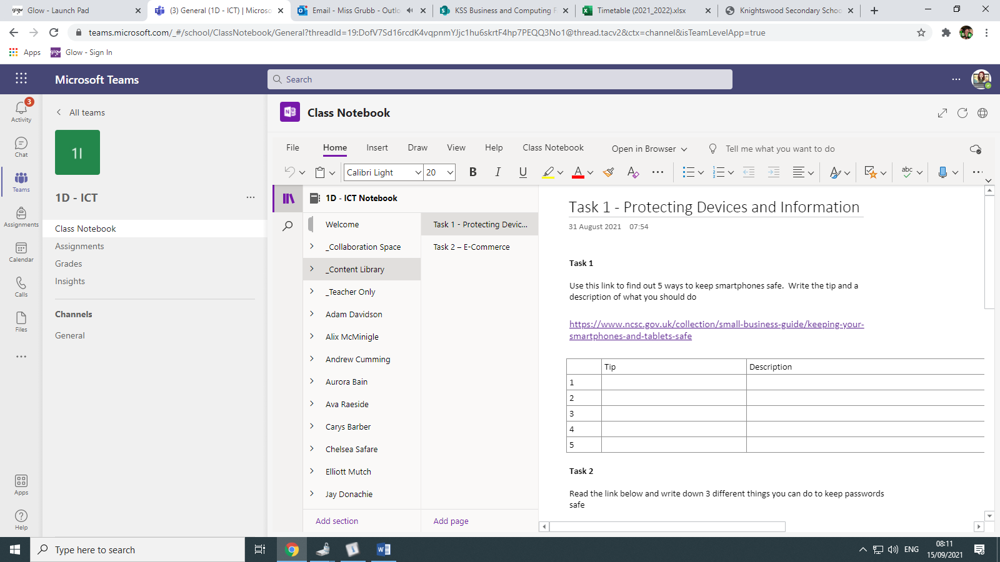 Glow - Launch Pad
(3) General (1D - ICT) | Microso
Email - Miss Grubb - Outlo
KSS Business and Computing F
Timetable (2021_2022).xlsx
Knightswood Secondary Schoo
teams.microsoft.com/_#/school/ClassNotebook/General?threadId=19:DofV7Sd16rcdK4vqpnmYJjc1hu6skrtF4hp7PEQQ3No1@thread.tacv2&ctx=channel&isTeamLevelApp=true
Apps
Glow - Sign In
Microsoft Teams
Search
3
Activity
Chat
Teams
Assignments
Calendar
Calls
Files
Apps
Help
All teams
1I
1D - ICT
Class Notebook
Assignments
Grades
Insights
Channels
General
Class Notebook
File
Home
Insert
Draw
View
Help
Class Notebook
Open in Browser
Tell me what you want to do
Calibri Light
20
B
I
U
A
A
abc
1D - ICT Notebook
Welcome
_Collaboration Space
_Content Library
_Teacher Only
Adam Davidson
Alix McMinigle
Andrew Cumming
Aurora Bain
Ava Raeside
Carys Barber
Chelsea Safare
Elliott Mutch
Jay Donachie
Add section
Task 1 - Protecting Devic...
Task 2 – E-Commerce
Add page
Task 1 - Protecting Devices and Information
31 August 2021 07:54
Task 1
Use this link to find out 5 ways to keep smartphones safe.  Write the tip and a
description of what you should do
https://www.ncsc.gov.uk/collection/small-business-guide/keeping-your-
smartphones-and-tablets-safe
Tip
Description
1
2
3
4
5
Task 2
Read the link below and write down 3 different things you can do to keep passwords
safe
Type here to search
ENG
08:11
15/09/2021